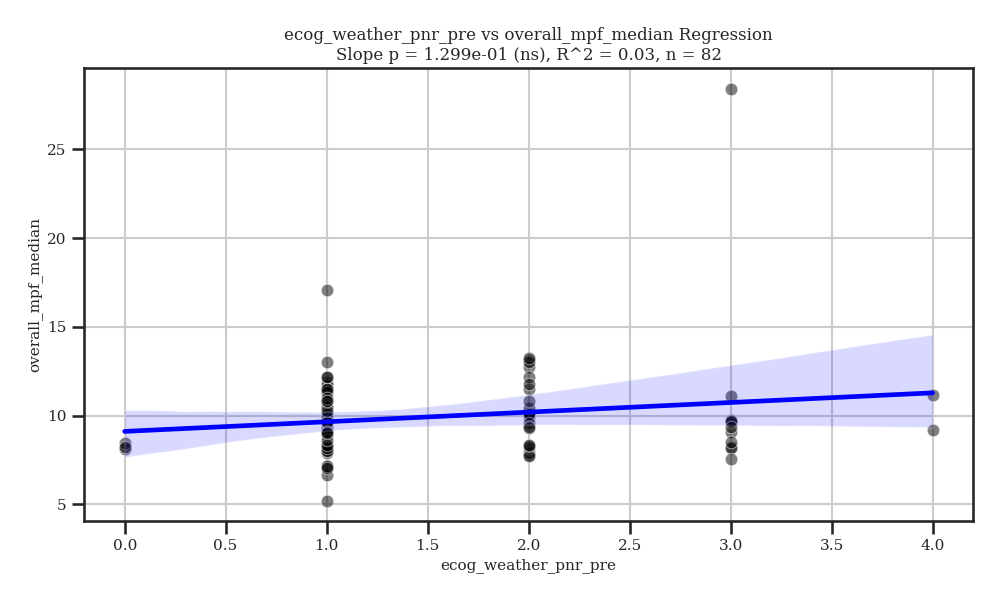 ecog_weather_pnr_pre vs overall_mpf_median Regression
Slope p = 1.299e-01 (ns), R^2 = 0.03, n = 82
overall_mpf_median
25
20
15
10
5
0.0 0.5 1.0 1.5 2.0 2.5 3.0 3.5 4.0
ecog_weather_pnr_pre